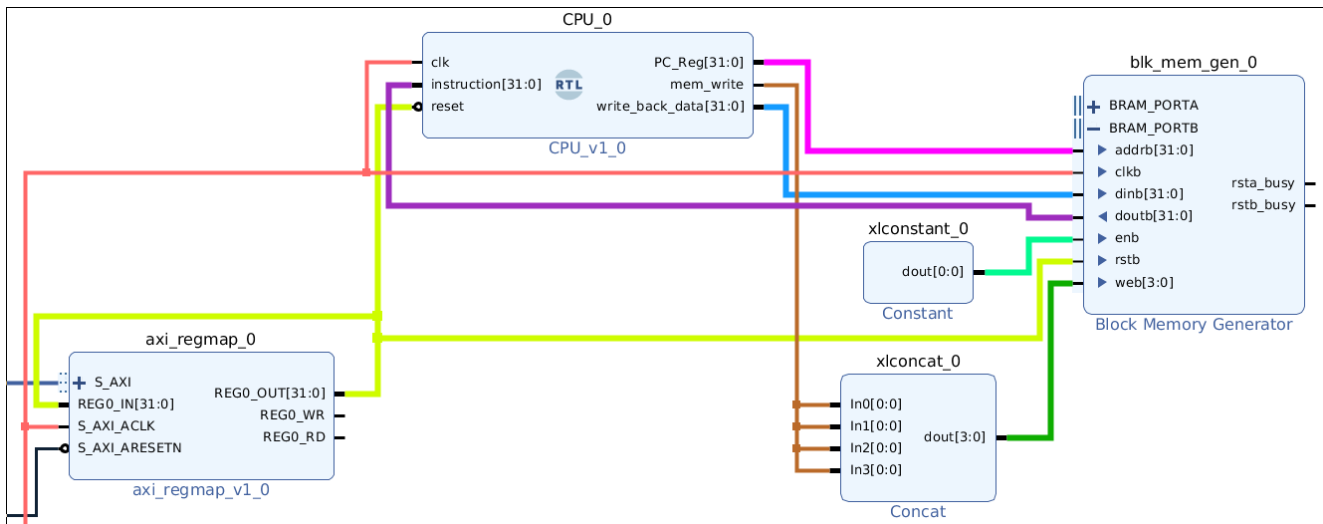 CPU_0
clk
instruction[31:0]
reset
RTL
PC_Reg[31:0]
mem_write
write_back_data[31:0]
CPU_v1_0
blk_mem_gen_0
BRAM_PORTA
BRAM_PORTB
addrb[31:0]
clkb
dinb[31:0]
doutb[31:0]
enb
rstb
web[3:0]
rsta_busy
rstb_busy
Block Memory Generator
xlconstant_0
dout[0:0]
Constant
axi_regmap_0
S_AXI
REG0_IN[31:0]
S_AXI_ACLK
S_AXI_ARESETN
REG0_OUT[31:0]
REG0_WR
REG0_RD
axi_regmap_v1_0
xlconcat_0
In0[0:0]
In1[0:0]
In2[0:0]
In3[0:0]
dout[3:0]
Concat